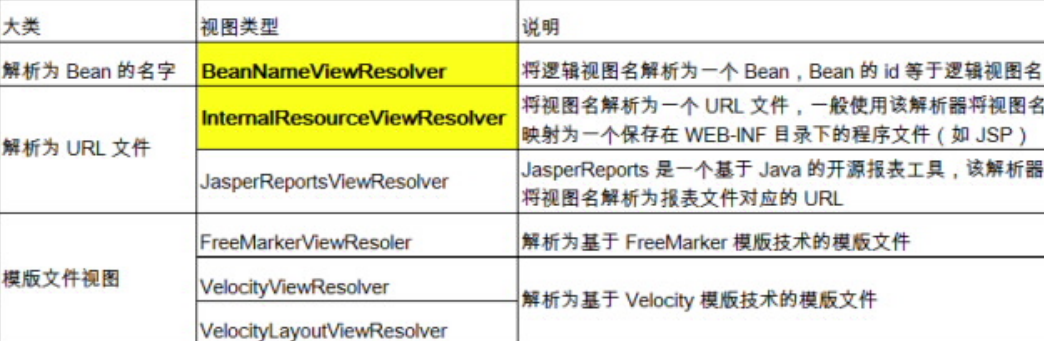 大类 视图类型 说明
解析为 Bean 的名字 BeanNameViewResolver 将逻辑视图名解析为一个 Bean，Bean 的 id 等于逻辑视图名
解析为 URL 文件 InternalResourceViewResolver 将视图名解析为一个 URL 文件，一般使用该解析器将视图名
映射为一个保存在 WEB-INF 目录下的程序文件（如 JSP）
JasperReportsViewResolver JasperReports 是一个基于 Java 的开源报表工具，该解析器
将视图名解析为报表文件对应的 URL
模版文件视图 FreeMarkerViewResoler 解析为基于 FreeMarker 模版技术的模版文件
VelocityViewResolver 解析为基于 Velocity 模版技术的模版文件
VelocityLayoutViewResolver